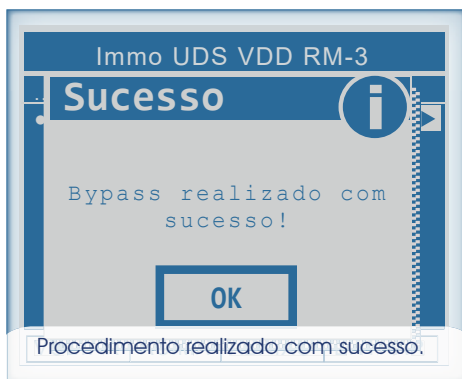 Immo UDS VDD RM-3
Sucesso
Bypass realizado com
sucesso!
OK
Procedimento realizado com sucesso.